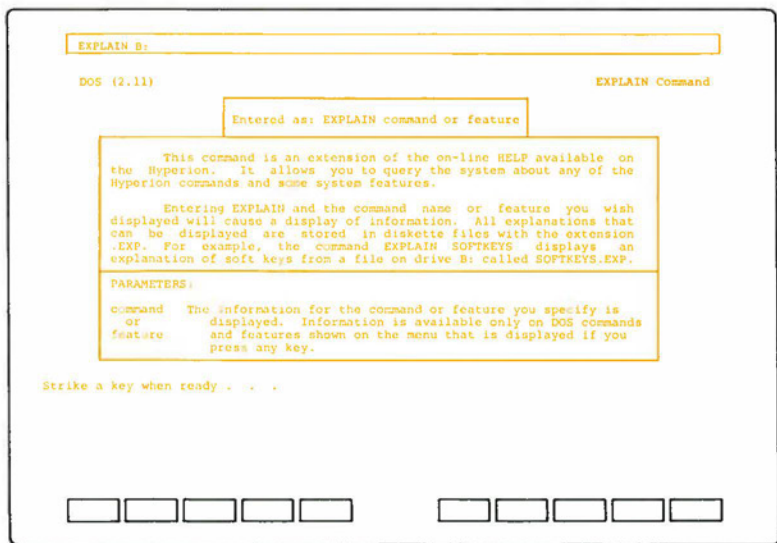 EXPLAIN B:
DOS (2.11) EXPLAIN Command
Entered as: EXPLAIN command or feature
This command is an extension of the on-line HELP available on
the Hyperion. It allows you to query the system about any of the
Hyperion commands and some system features.
Entering EXPLAIN and the command name or feature you wish
displayed will cause a display of information. All explanations that
can be displayed are stored in diskette files with the extension
.EXP. For example, the command EXPLAIN SOFTKEYS displays an
explanation of soft keys from a file on drive B: called SOFTKEYS.EXP.
PARAMETERS:
command The information for the command or feature you specify is
or displayed. Information is available only on DOS commands
feature and features shown on the menu that is displayed if you
press any key.
Strike a key when ready . . .